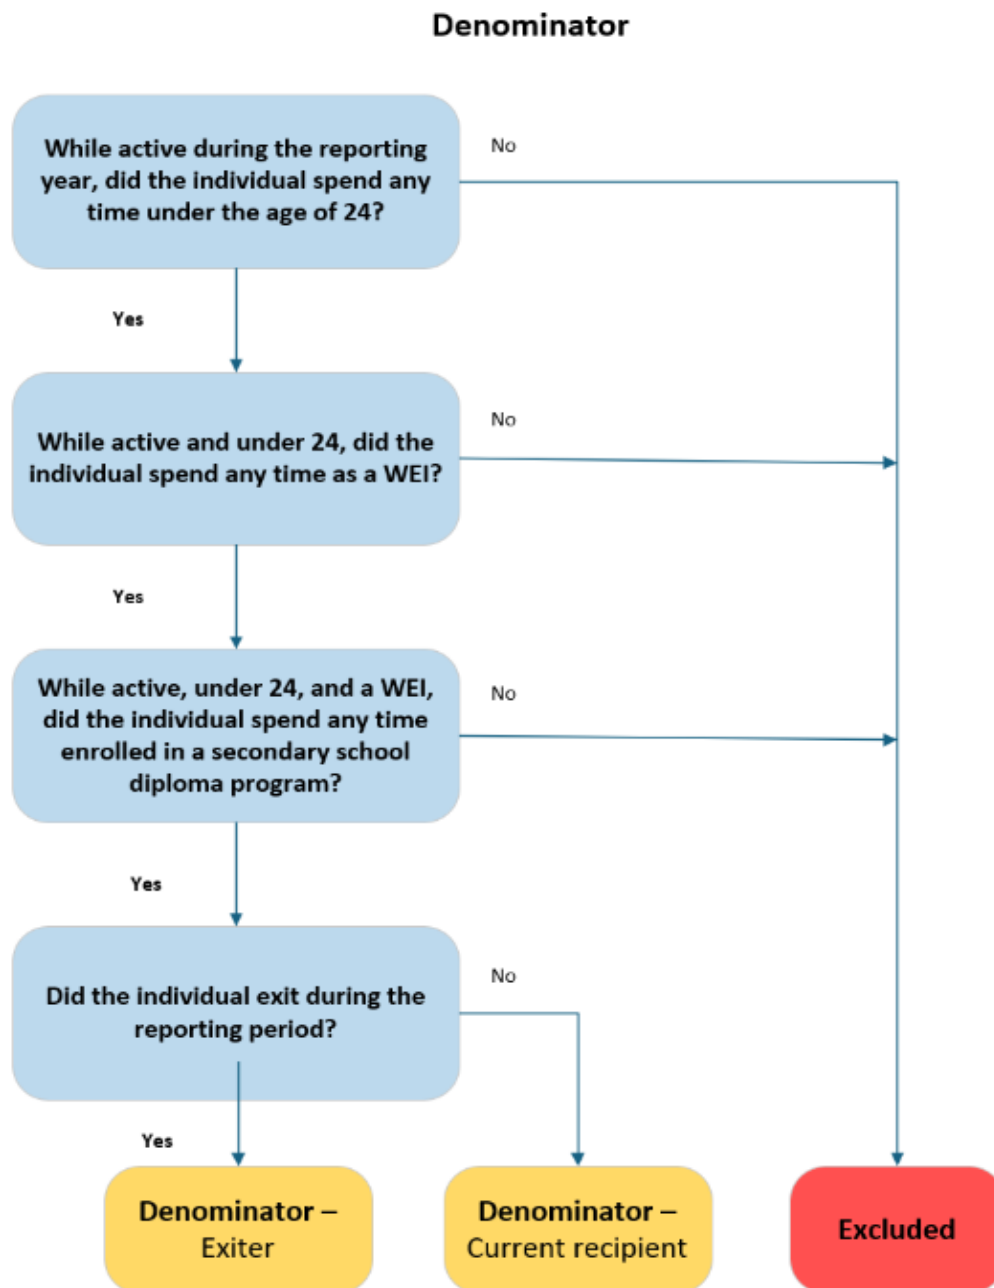 Denominator
While active during the reporting
year, did the individual spend any
time under the age of 24?
No
Yes
While active and under 24, did the
individual spend any time as a WEI?
No
Yes
While active, under 24, and a WEI,
did the individual spend any time
enrolled in a secondary school
diploma program?
No
Yes
Did the individual exit during the
reporting period?
No
Yes
Denominator –
Exiter
Denominator –
Current recipient
Excluded